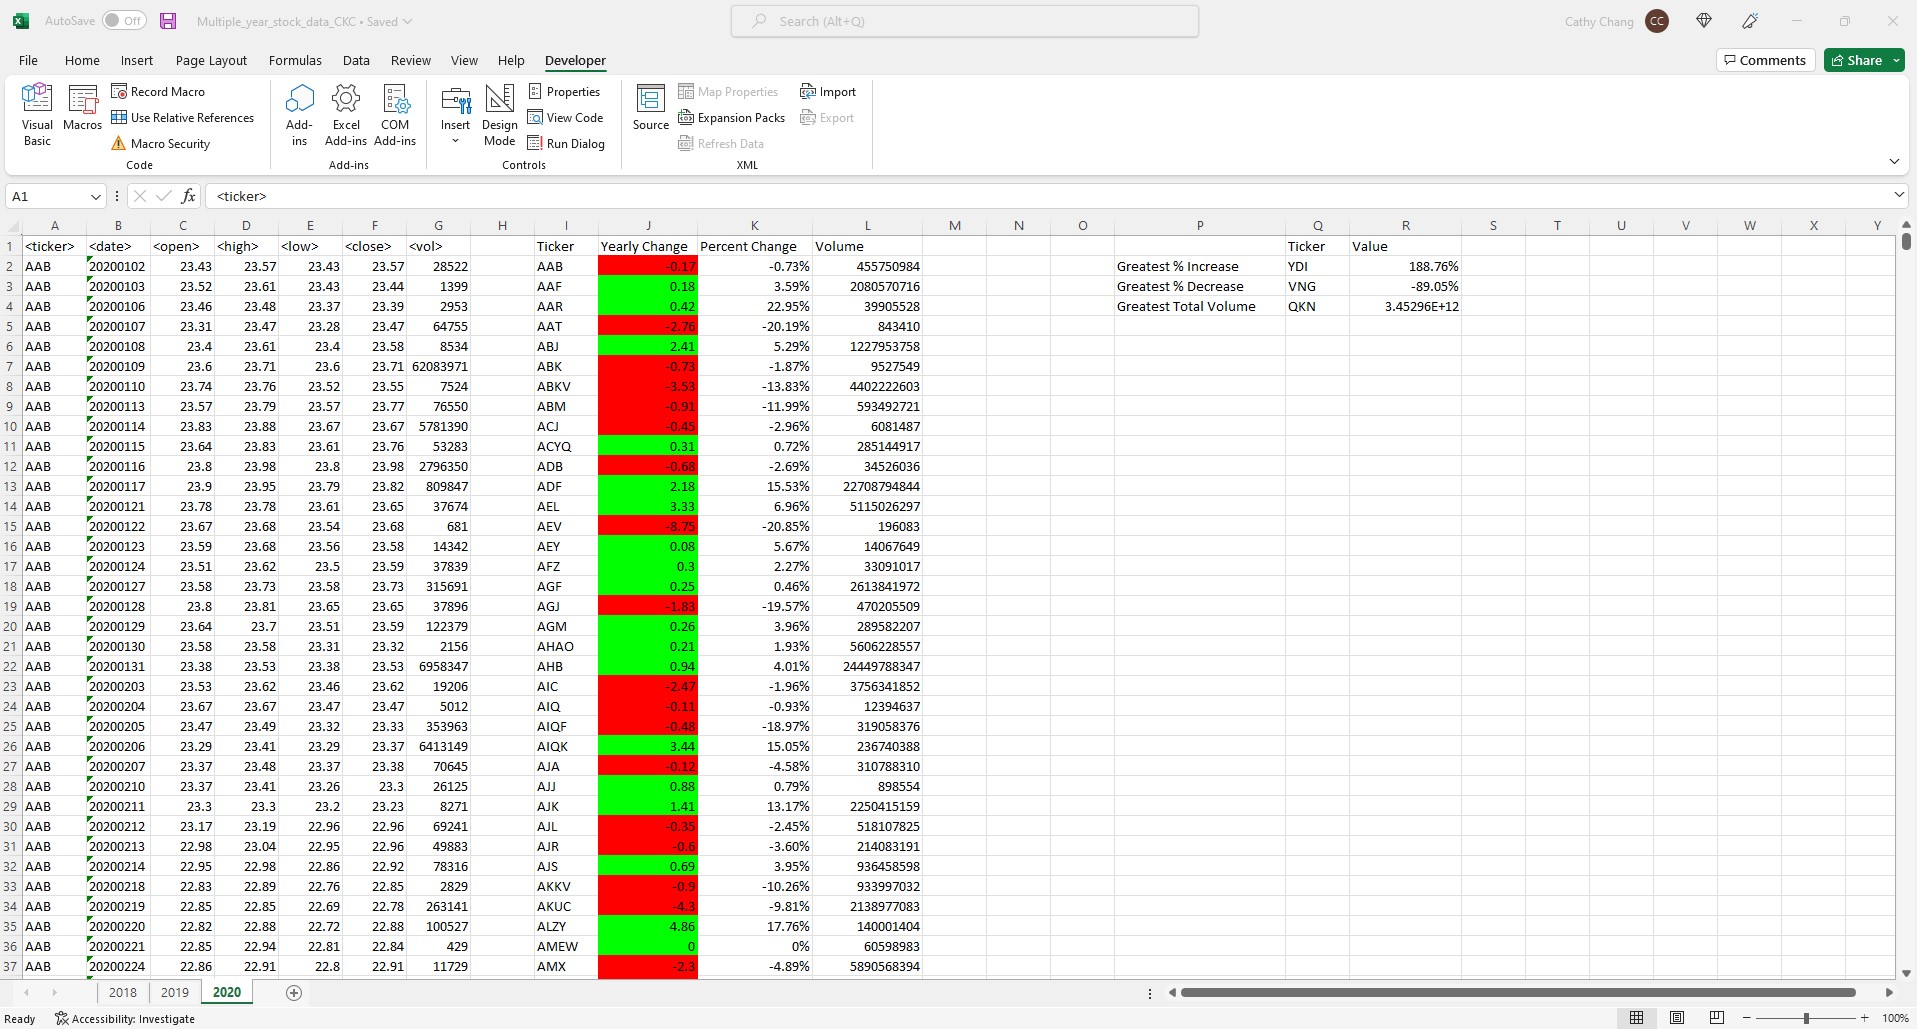 AutoSave Off Multiple_year_stock_data_CKC • Saved Search (Alt+Q) Cathy Chang CC
File Home Insert Page Layout Formulas Data Review View Help Developer Comments Share
Visual Basic Macros Record Macro Use Relative References Macro Security Code
Add-ins Excel Add-ins COM Add-ins Add-ins
Insert Design Mode Properties View Code Run Dialog Controls
Source Map Properties Expansion Packs Refresh Data Import Export XML
A1 fx <ticker>
A B C D E F G H I J K L M N O P Q R S T U V W X Y
1 <ticker> <date> <open> <high> <low> <close> <vol> Ticker Yearly Change Percent Change Volume Ticker Value
2 AAB 20200102 23.43 23.57 23.43 23.57 28522 AAB -0.17 -0.73% 455750984 Greatest % Increase YDI 188.76%
3 AAB 20200103 23.52 23.61 23.43 23.44 1399 AAF 0.18 3.59% 2080570716 Greatest % Decrease VNG -89.05%
4 AAB 20200106 23.46 23.48 23.37 23.39 2953 AAR 0.42 22.95% 39905528 Greatest Total Volume QKN 3.45296E+12
5 AAB 20200107 23.31 23.47 23.28 23.47 64755 AAT -2.76 -20.19% 843410
6 AAB 20200108 23.4 23.61 23.4 23.58 8534 ABJ 2.41 5.29% 1227953758
7 AAB 20200109 23.6 23.71 23.6 23.71 62083971 ABK -0.73 -1.87% 9527549
8 AAB 20200110 23.74 23.76 23.52 23.55 7524 ABKV -3.53 -13.83% 4402222603
9 AAB 20200113 23.57 23.79 23.57 23.77 76550 ABM -0.91 -11.99% 593492721
10 AAB 20200114 23.83 23.88 23.67 23.67 5781390 ACJ -0.45 -2.96% 6081487
11 AAB 20200115 23.64 23.83 23.61 23.76 53283 ACYQ 0.31 0.72% 285144917
12 AAB 20200116 23.8 23.98 23.8 23.98 2796350 ADB -0.68 -2.69% 34526036
13 AAB 20200117 23.9 23.95 23.79 23.82 809847 ADF 2.18 15.53% 22708794844
14 AAB 20200121 23.78 23.78 23.61 23.65 37674 AEL 3.33 6.96% 5115026297
15 AAB 20200122 23.67 23.68 23.54 23.68 681 AEV -8.75 -20.85% 196083
16 AAB 20200123 23.59 23.68 23.56 23.58 14342 AEY 0.08 5.67% 14067649
17 AAB 20200124 23.51 23.62 23.5 23.59 37839 AFZ 0.3 2.27% 33091017
18 AAB 20200127 23.58 23.73 23.58 23.73 315691 AGF 0.25 0.46% 2613841972
19 AAB 20200128 23.8 23.81 23.65 23.65 37896 AGJ -1.83 -19.57% 470205509
20 AAB 20200129 23.64 23.7 23.51 23.59 122379 AGM 0.26 3.96% 289582207
21 AAB 20200130 23.58 23.58 23.31 23.32 2156 AHAO 0.21 1.93% 5606228557
22 AAB 20200131 23.38 23.53 23.38 23.53 6958347 AHB 0.94 4.01% 24449788347
23 AAB 20200203 23.53 23.62 23.46 23.62 19206 AIC -2.47 -1.96% 3756341852
24 AAB 20200204 23.67 23.67 23.47 23.47 5012 AIQ -0.11 -0.93% 12394637
25 AAB 20200205 23.47 23.49 23.32 23.33 353963 AIQF -0.48 -18.97% 319058376
26 AAB 20200206 23.29 23.41 23.29 23.37 6413149 AIQK 3.44 15.05% 236740388
27 AAB 20200207 23.37 23.48 23.37 23.38 70645 AJA -0.12 -4.58% 310788310
28 AAB 20200210 23.37 23.41 23.26 23.3 26125 AJJ 0.88 0.79% 898554
29 AAB 20200211 23.3 23.3 23.2 23.23 8271 AJK 1.41 13.17% 2250415159
30 AAB 20200212 23.17 23.19 22.96 22.96 69241 AJL -0.35 -2.45% 518107825
31 AAB 20200213 22.98 23.04 22.95 22.96 49883 AJR -0.6 -3.60% 214083191
32 AAB 20200214 22.95 22.98 22.86 22.92 78316 AJS 0.69 3.95% 936458598
33 AAB 20200218 22.83 22.89 22.76 22.85 2829 AKKV -0.9 -10.26% 933997032
34 AAB 20200219 22.85 22.85 22.69 22.78 263141 AKUC -4.3 -9.81% 2138977083
35 AAB 20200220 22.82 22.88 22.72 22.88 100527 ALZY 4.86 17.76% 140001404
36 AAB 20200221 22.85 22.94 22.81 22.84 429 AMEW 0 0% 60598983
37 AAB 20200224 22.86 22.91 22.8 22.91 11729 AMX -2.3 -4.89% 5890568394
2018 2019 2020
Ready Accessibility: Investigate 100%